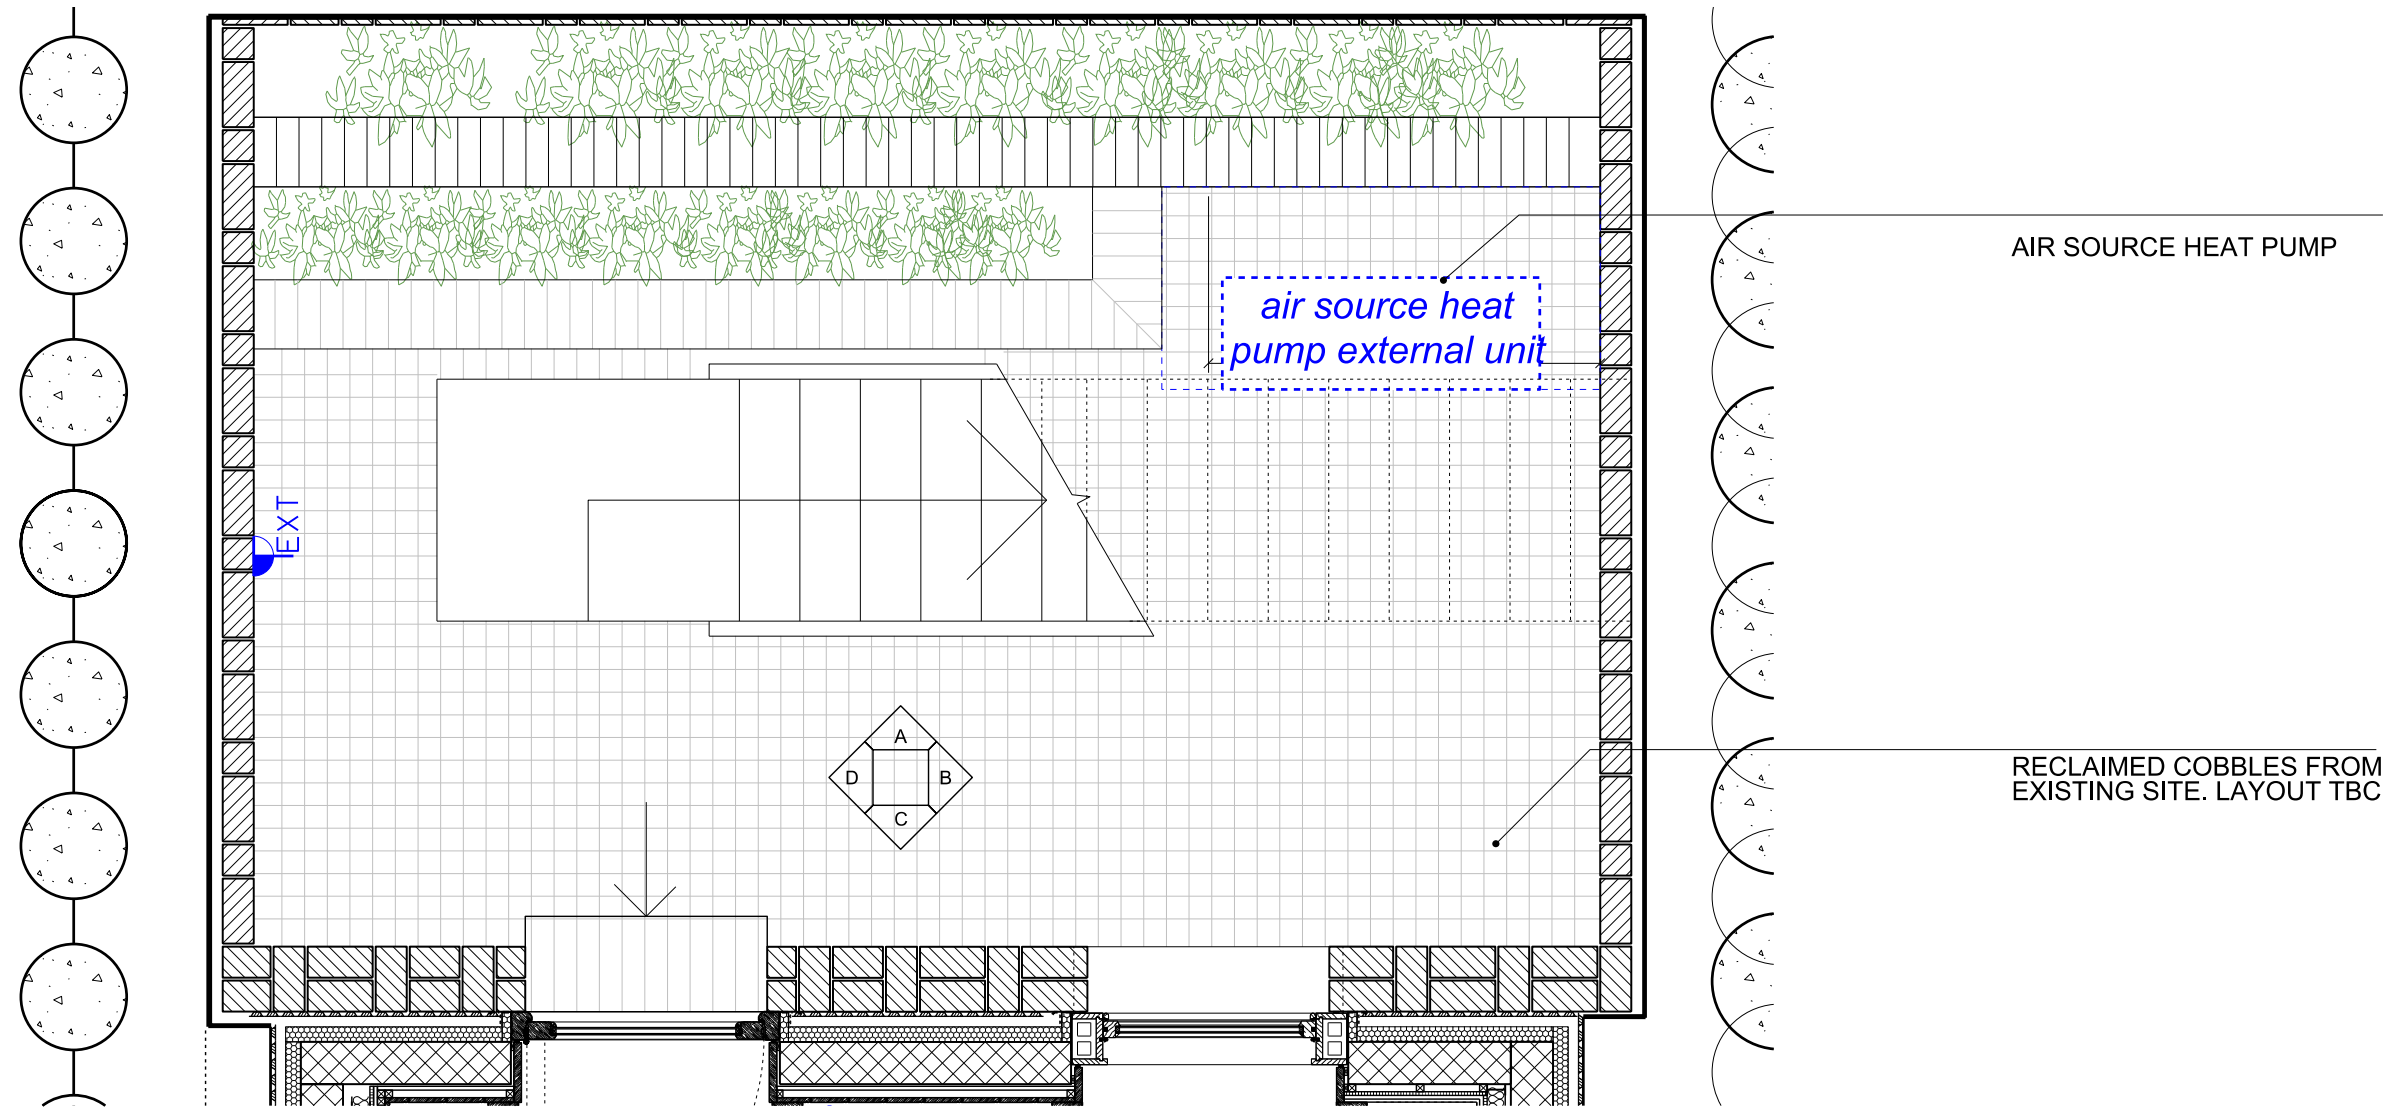 AIR SOURCE HEAT PUMP
air source heat
pump external unit
EXT
A
D
B
C
RECLAIMED COBBLES FROM
EXISTING SITE. LAYOUT TBC